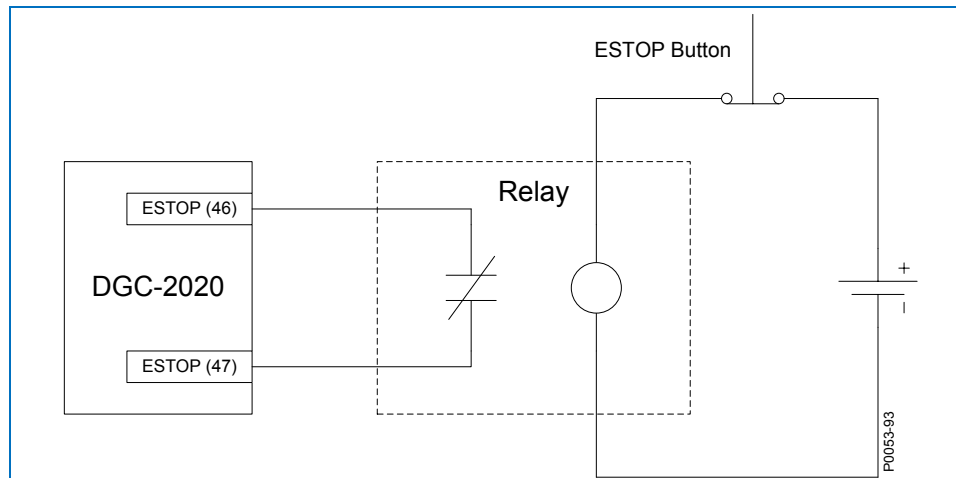 ESTOP Button
Relay
ESTOP (46)
DGC-2020
ESTOP (47)
+
−
P0053-93